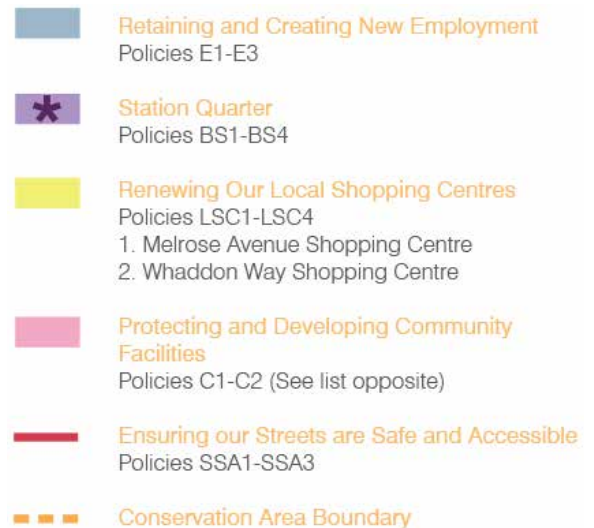 Retaining and Creating New Employment
Policies E1-E3
Station Quarter
Policies BS1-BS4
Renewing Our Local Shopping Centres
Policies LSC1-LSC4
1. Melrose Avenue Shopping Centre
2. Whaddon Way Shopping Centre
Protecting and Developing Community
Facilities
Policies C1-C2 (See list opposite)
Ensuring our Streets are Safe and Accessible
Policies SSA1-SSA3
Conservation Area Boundary